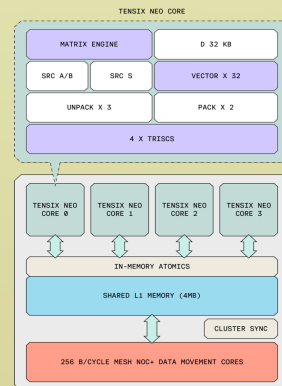 TENSIX NEO CORE
MATRIX ENGINE
D 32 KB
SRC A/B
SRC S
VECTOR X 32
UNPACK X 3
PACK X 2
4 X TRISCS
TENSIX NEO
CORE 0
TENSIX NEO
CORE 1
TENSIX NEO
CORE 2
TENSIX NEO
CORE 3
IN-MEMORY ATOMICS
SHARED L1 MEMORY (4MB)
CLUSTER SYNC
256 B/CYCLE MESH NOC+ DATA MOVEMENT CORES